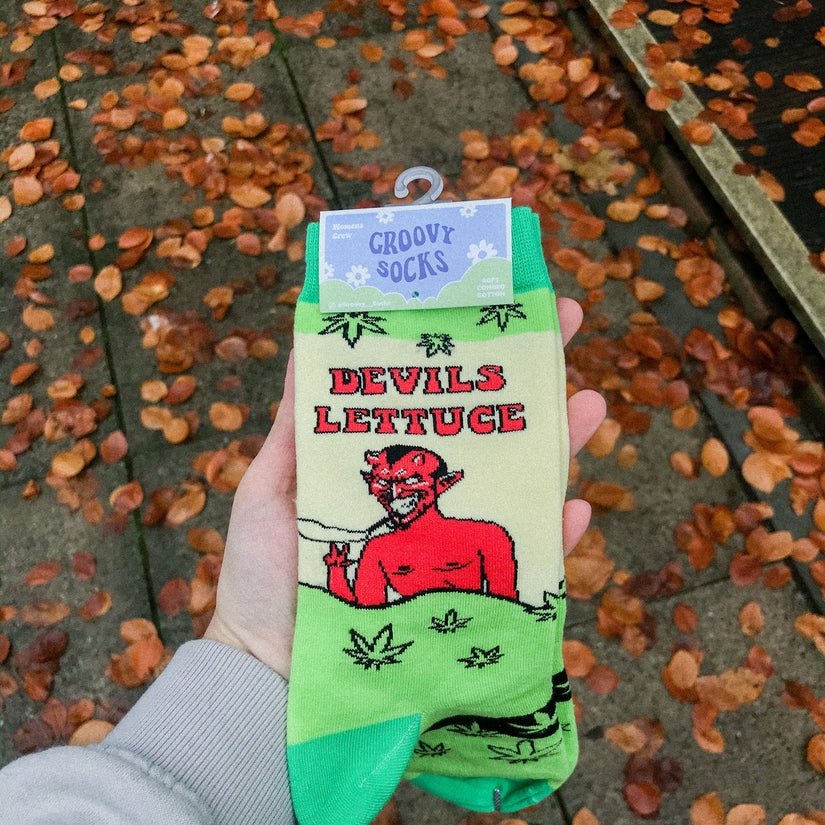 Womens
Crew
GROOVY
SOCKS
SOFT
COMBED
COTTON
DEVILS
LETTUCE